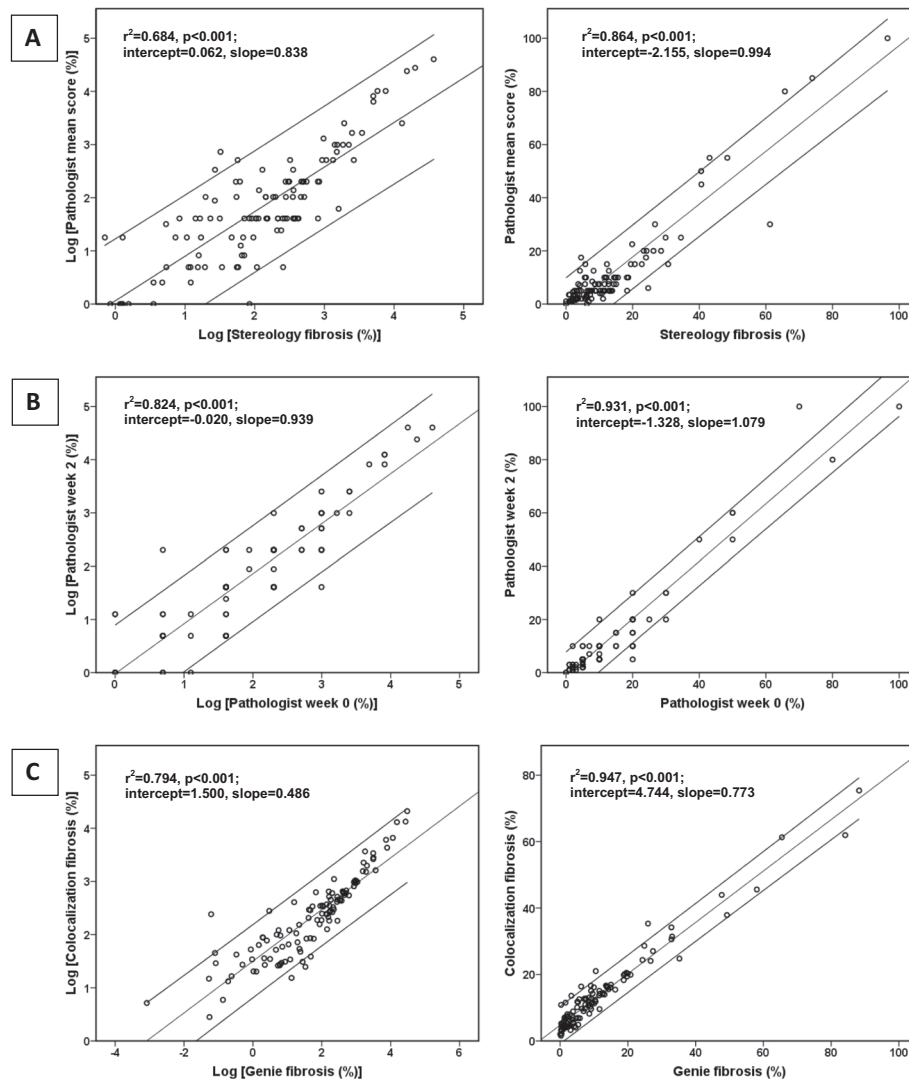 A
r²=0.684, p<0.001;
intercept=0.062, slope=0.838
Log [Pathologist mean score (%)]
5
4
3
2
1
0
0
1
2
3
4
5
Log [Stereology fibrosis (%)]
r²=0.864, p<0.001;
intercept=-2.155, slope=0.994
Pathologist mean score (%)
100
80
60
40
20
0
0
20
40
60
80
100
Stereology fibrosis (%)
B
r²=0.824, p<0.001;
intercept=-0.020, slope=0.939
Log [Pathologist week 2 (%)]
5
4
3
2
1
0
0
1
2
3
4
5
Log [Pathologist week 0 (%)]
r²=0.931, p<0.001;
intercept=-1.328, slope=1.079
Pathologist week 2 (%)
100
80
60
40
20
0
0
20
40
60
80
100
Pathologist week 0 (%)
C
r²=0.794, p<0.001;
intercept=1.500, slope=0.486
Log [Colocalization fibrosis (%)]
5
4
3
2
1
0
-4
-2
0
2
4
6
Log [Genie fibrosis (%)]
r²=0.947, p<0.001;
intercept=4.744, slope=0.773
Colocalization fibrosis (%)
80
60
40
20
0
0
20
40
60
80
100
Genie fibrosis (%)